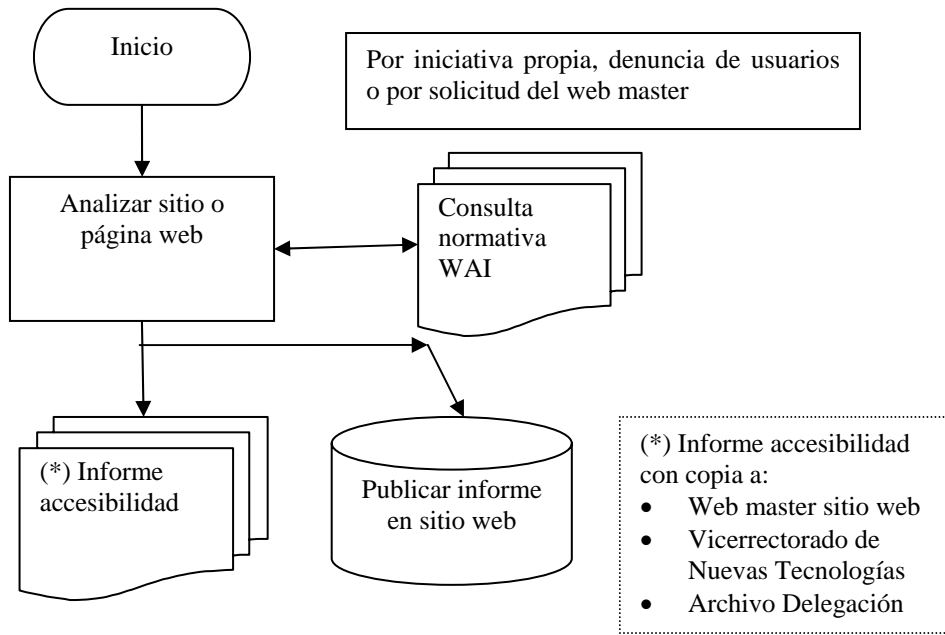 Inicio
Por iniciativa propia, denuncia de usuarios
o por solicitud del web master
Analizar sitio o
página web
Consulta
normativa
WAI
(*) Informe
accesibilidad
Publicar informe
en sitio web
(*) Informe accesibilidad
con copia a:
• Web master sitio web
• Vicerrectorado de
Nuevas Tecnologías
• Archivo Delegación